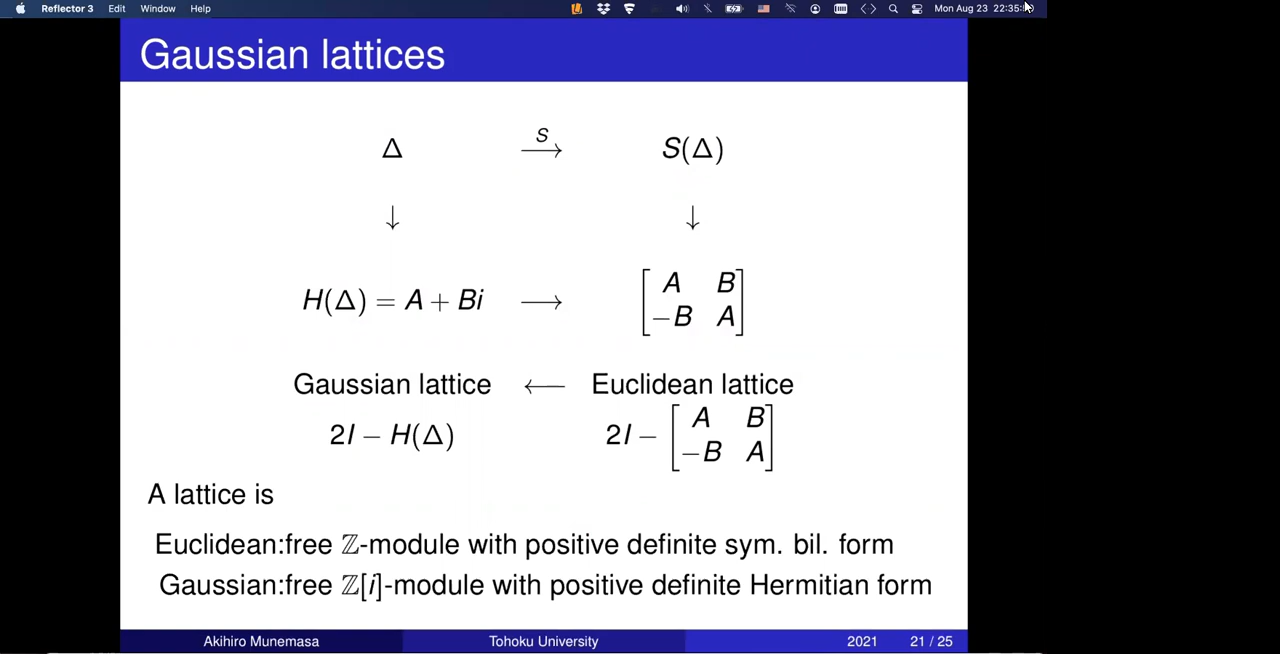 Reflector 3 Edit Window Help Mon Aug 23 22:35
Gaussian lattices
Δ S⟶ S(Δ)
↓ ↓
H(Δ) = A + Bi ⟶ [A B; −B A]
Gaussian lattice ⟵ Euclidean lattice
2I − H(Δ) 2I − [A B; −B A]
A lattice is
Euclidean:free ℤ-module with positive definite sym. bil. form
Gaussian:free ℤ[i]-module with positive definite Hermitian form
Akihiro Munemasa Tohoku University 2021 21 / 25